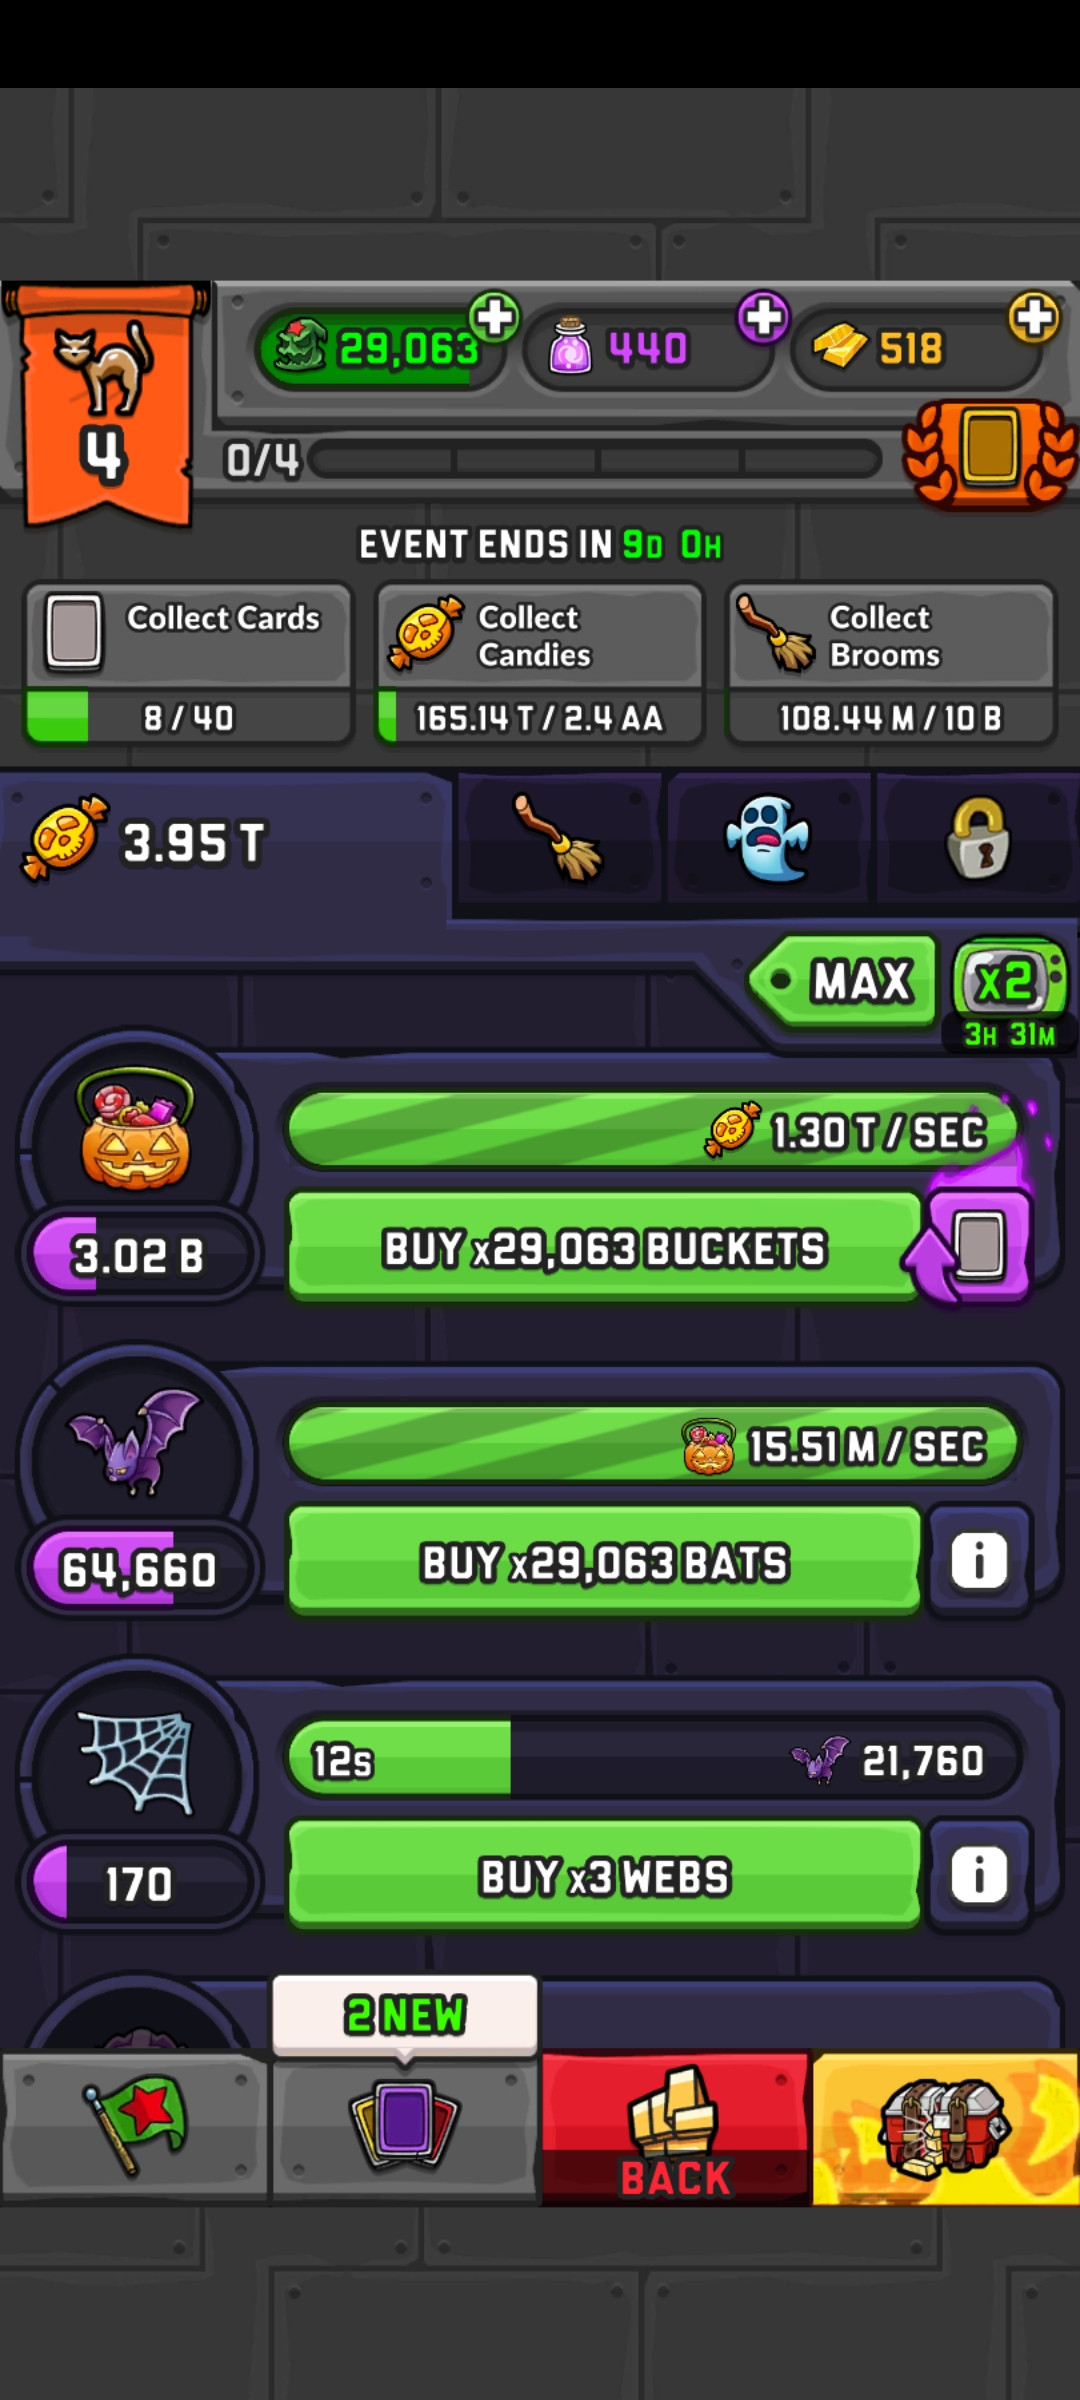 29,063
440
518
4
0/4
EVENT ENDS IN 9D 0H
Collect Cards
8 / 40
Collect
Candies
165.14 T / 2.4 AA
Collect
Brooms
108.44 M / 10 B
3.95 T
MAX
x2
3H 31M
1.30 T / SEC
3.02 B
BUY x29,063 BUCKETS
15.51 M / SEC
64,660
BUY x29,063 BATS
i
12s
21,760
170
BUY x3 WEBS
i
2 NEW
BACK